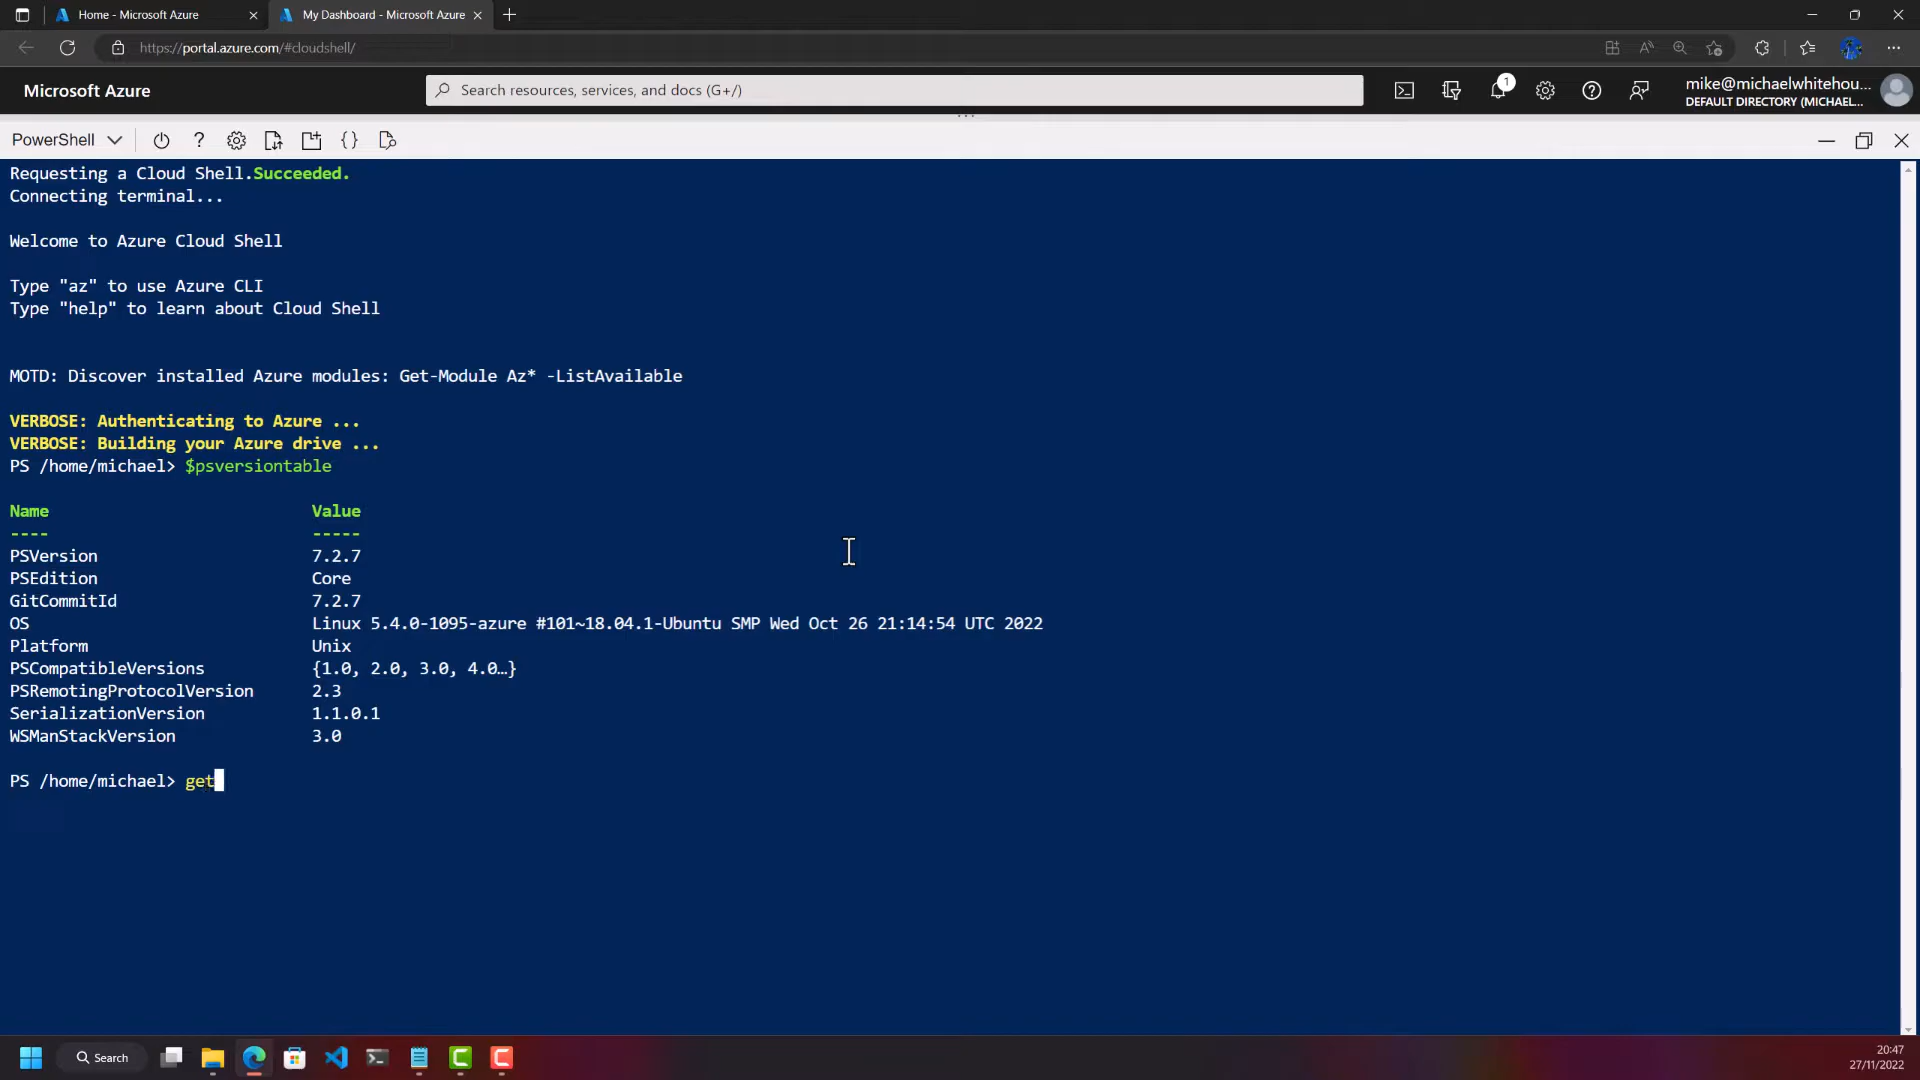 Home - Microsoft Azure
My Dashboard - Microsoft Azure
https://portal.azure.com/#cloudshell/
Microsoft Azure
Search resources, services, and docs (G+/)
1
mike@michaelwhitehou...
DEFAULT DIRECTORY (MICHAEL...
PowerShell
Requesting a Cloud Shell.Succeeded.
Connecting terminal...
Welcome to Azure Cloud Shell
Type "az" to use Azure CLI
Type "help" to learn about Cloud Shell
MOTD: Discover installed Azure modules: Get-Module Az* -ListAvailable
VERBOSE: Authenticating to Azure ...
VERBOSE: Building your Azure drive ...
PS /home/michael> $psversiontable
Name Value
---- -----
PSVersion 7.2.7
PSEdition Core
GitCommitId 7.2.7
OS Linux 5.4.0-1095-azure #101~18.04.1-Ubuntu SMP Wed Oct 26 21:14:54 UTC 2022
Platform Unix
PSCompatibleVersions {1.0, 2.0, 3.0, 4.0…}
PSRemotingProtocolVersion 2.3
SerializationVersion 1.1.0.1
WSManStackVersion 3.0
PS /home/michael> get
Search
20:47
27/11/2022